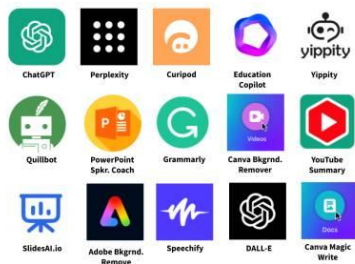 ChatGPT
Perplexity
Curipod
Education
Copilot
yippity
Yippity
Quillbot
P
PowerPoint
Spkr. Coach
G
Grammarly
Videos
Canva Bkgrnd.
Remover
YouTube
Summary
SlidesAI.io
Adobe Bkgrnd.
Remove
Speechify
DALL-E
Docs
Canva Magic
Write